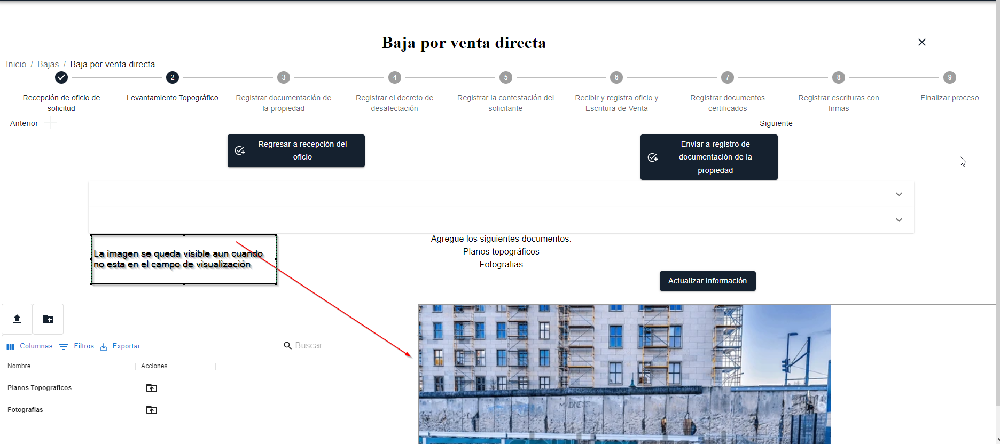 Baja por venta directa
Inicio / Bajas / Baja por venta directa
2
3
4
5
6
7
8
9
Recepción de oficio de
solicitud
Levantamiento Topográfico
Registrar documentación de
la propiedad
Registrar el decreto de
desafectación
Registrar la contestación del
solicitante
Recibir y registra oficio y
Escritura de Venta
Registrar documentos
certificados
Registrar escrituras con
firmas
Finalizar proceso
Anterior
Siguiente
Regresar a recepción del
oficio
Enviar a registro de
documentación de la
propiedad
La imagen se queda visible aun cuando
no esta en el campo de visualización
Agregue los siguientes documentos:
Planos topográficos
Fotografias
Actualizar Información
Columnas
Filtros
Exportar
Buscar
Nombre
Acciones
Planos Topograficos
Fotografias
MADNESS